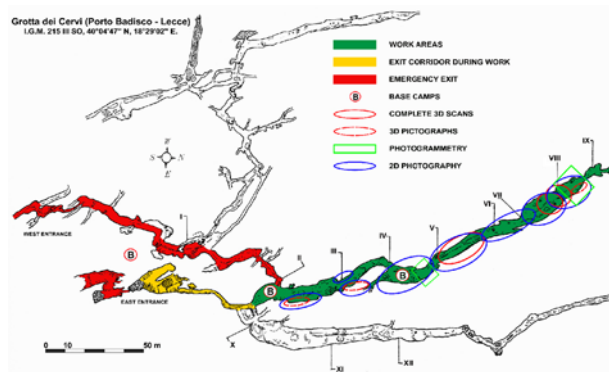 Grotta dei Cervi (Porto Badisco - Lecce)
I.G.M. 215 III SO, 40°04'47" N, 18°29'02" E.
WORK AREAS
EXIT CORRIDOR DURING WORK
EMERGENCY EXIT
B BASE CAMPS
COMPLETE 3D SCANS
3D PICTOGRAPHS
PHOTOGRAMMETRY
2D PHOTOGRAPHY
W
S N
E
IX
VIII
VII
VI
V
IV
III
II
I
WEST ENTRANCE
B
B
B
EAST ENTRANCE
X
XI
XII
0 10 50 m